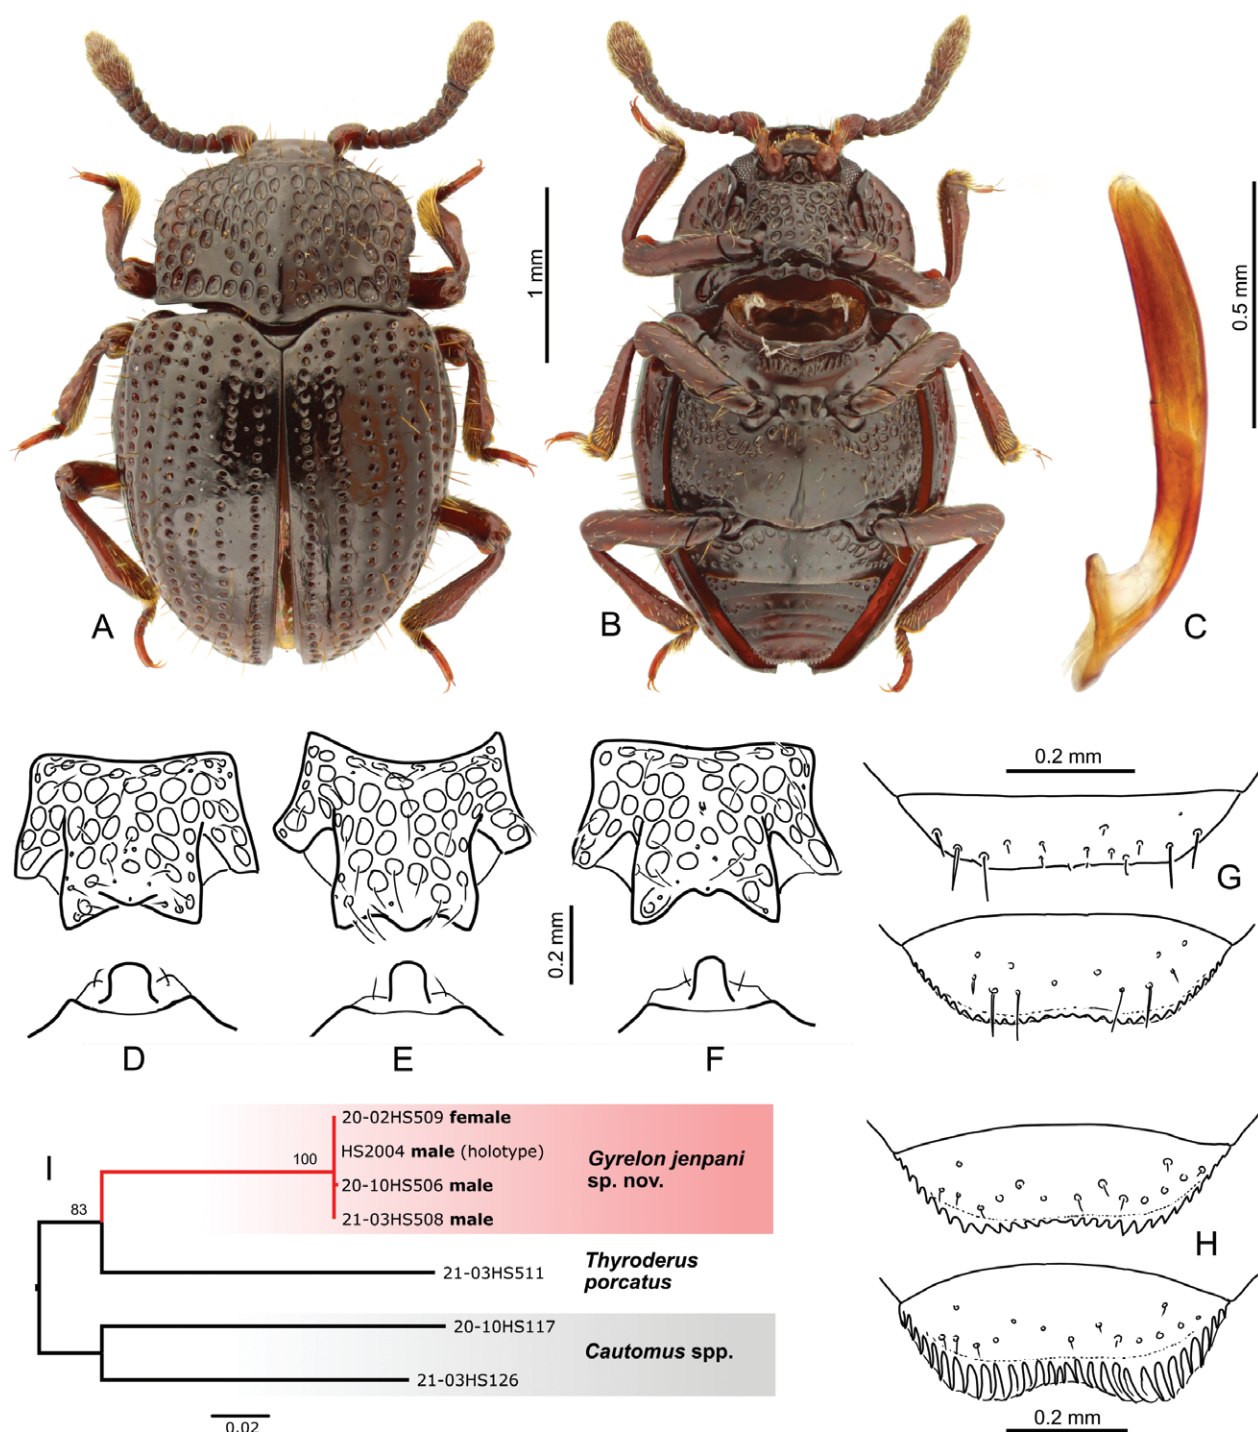 1 mm
0.5 mm
A
B
C
0.2 mm
G
0.2 mm
D
E
F
I
100
20-02HS509 female
HS2004 male (holotype)
20-10HS506 male
21-03HS508 male
Gyrelon jenpani
sp. nov.
83
21-03HS511
Thyroderus
porcatus
20-10HS117
21-03HS126
Cautomus spp.
0.02
H
0.2 mm